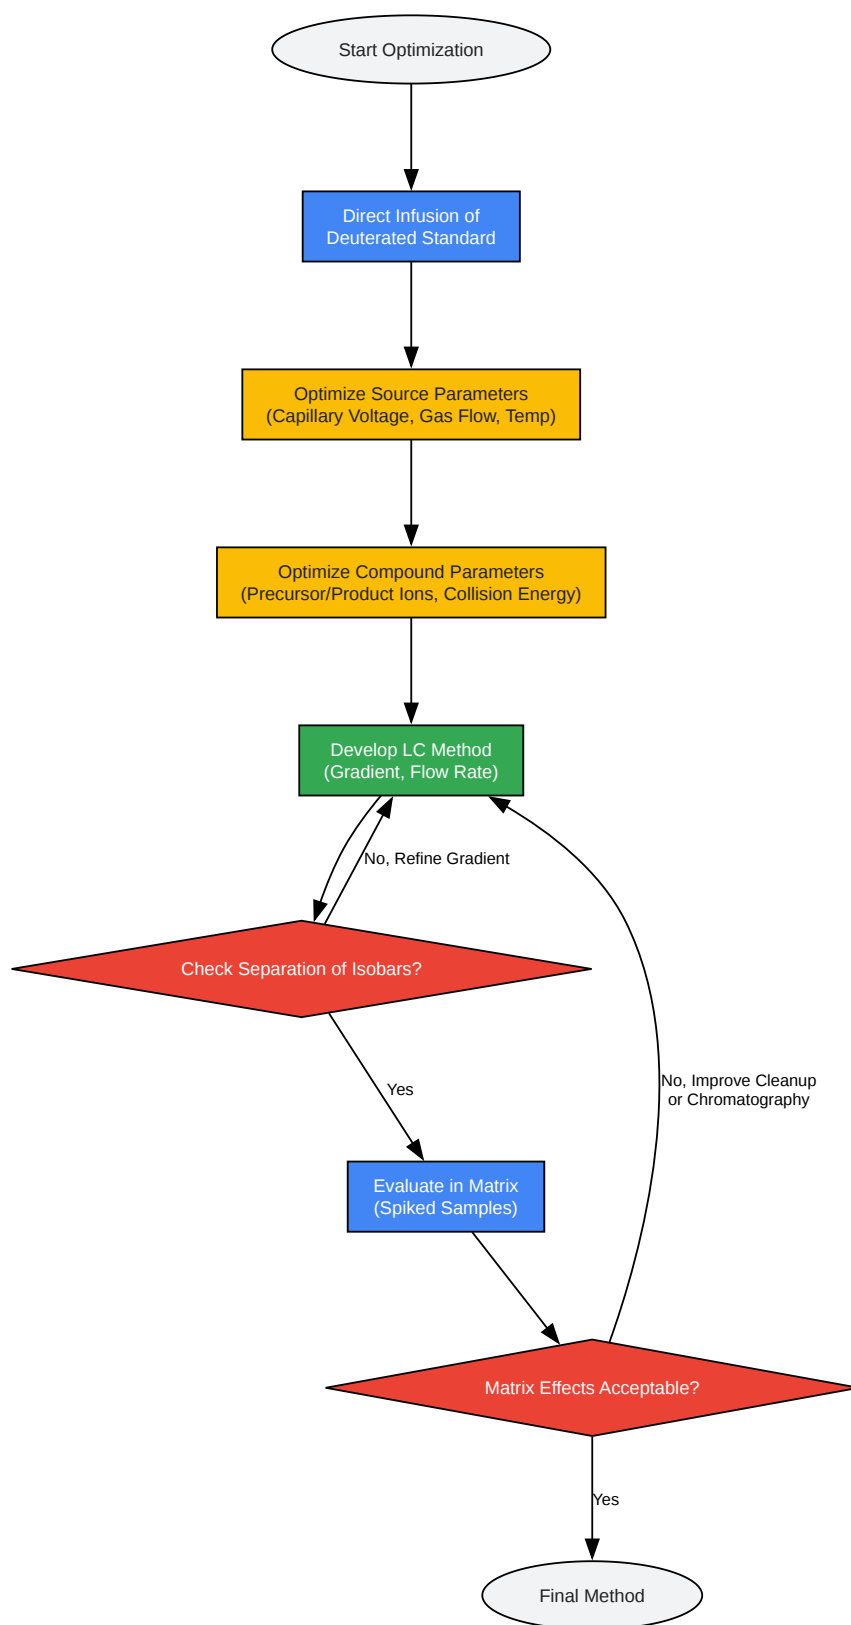 Start Optimization
Direct Infusion of
Deuterated Standard
Optimize Source Parameters
(Capillary Voltage, Gas Flow, Temp)
Optimize Compound Parameters
(Precursor/Product Ions, Collision Energy)
Develop LC Method
(Gradient, Flow Rate)
No, Refine Gradient
Check Separation of Isobars?
No, Improve Cleanup
or Chromatography
Yes
Evaluate in Matrix
(Spiked Samples)
Matrix Effects Acceptable?
Yes
Final Method